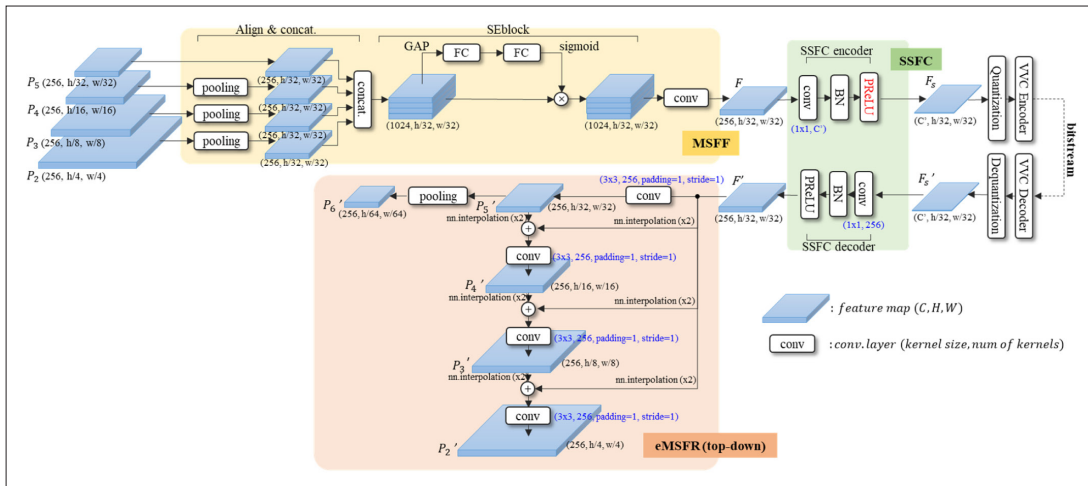 Align & concat.
SEblock
GAP
FC
FC
sigmoid
P₅ (256, h/32, w/32)
P₄ (256, h/16, w/16)
P₃ (256, h/8, w/8)
P₂ (256, h/4, w/4)
pooling
pooling
pooling
(256, h/32, w/32)
(256, h/32, w/32)
(256, h/32, w/32)
(256, h/32, w/32)
concat.
(1024, h/32, w/32)
×
(1024, h/32, w/32)
conv
MSFF
F
(256, h/32, w/32)
SSFC encoder
SSFC
conv
BN
PReLU
(1x1, C')
Fₛ
(C', h/32, w/32)
Quantization
VVC Encoder
bitstream
VVC Decoder
Dequantization
Fₛ'
(C', h/32, w/32)
conv
BN
PReLU
(1x1, 256)
SSFC decoder
F'
(256, h/32, w/32)
(3x3, 256, padding=1, stride=1)
conv
P₅'
(256, h/32, w/32)
pooling
P₆'
(256, h/64, w/64)
nn.interpolation (x2)
nn.interpolation (x2)
+
conv
(3x3, 256, padding=1, stride=1)
P₄'
(256, h/16, w/16)
nn.interpolation (x2)
nn.interpolation (x2)
+
conv
(3x3, 256, padding=1, stride=1)
P₃'
(256, h/8, w/8)
nn.interpolation (x2)
nn.interpolation (x2)
+
conv
(3x3, 256, padding=1, stride=1)
P₂'
(256, h/4, w/4)
eMSFR (top-down)
: feature map (C, H, W)
conv
: conv. layer (kernel size, num of kernels)